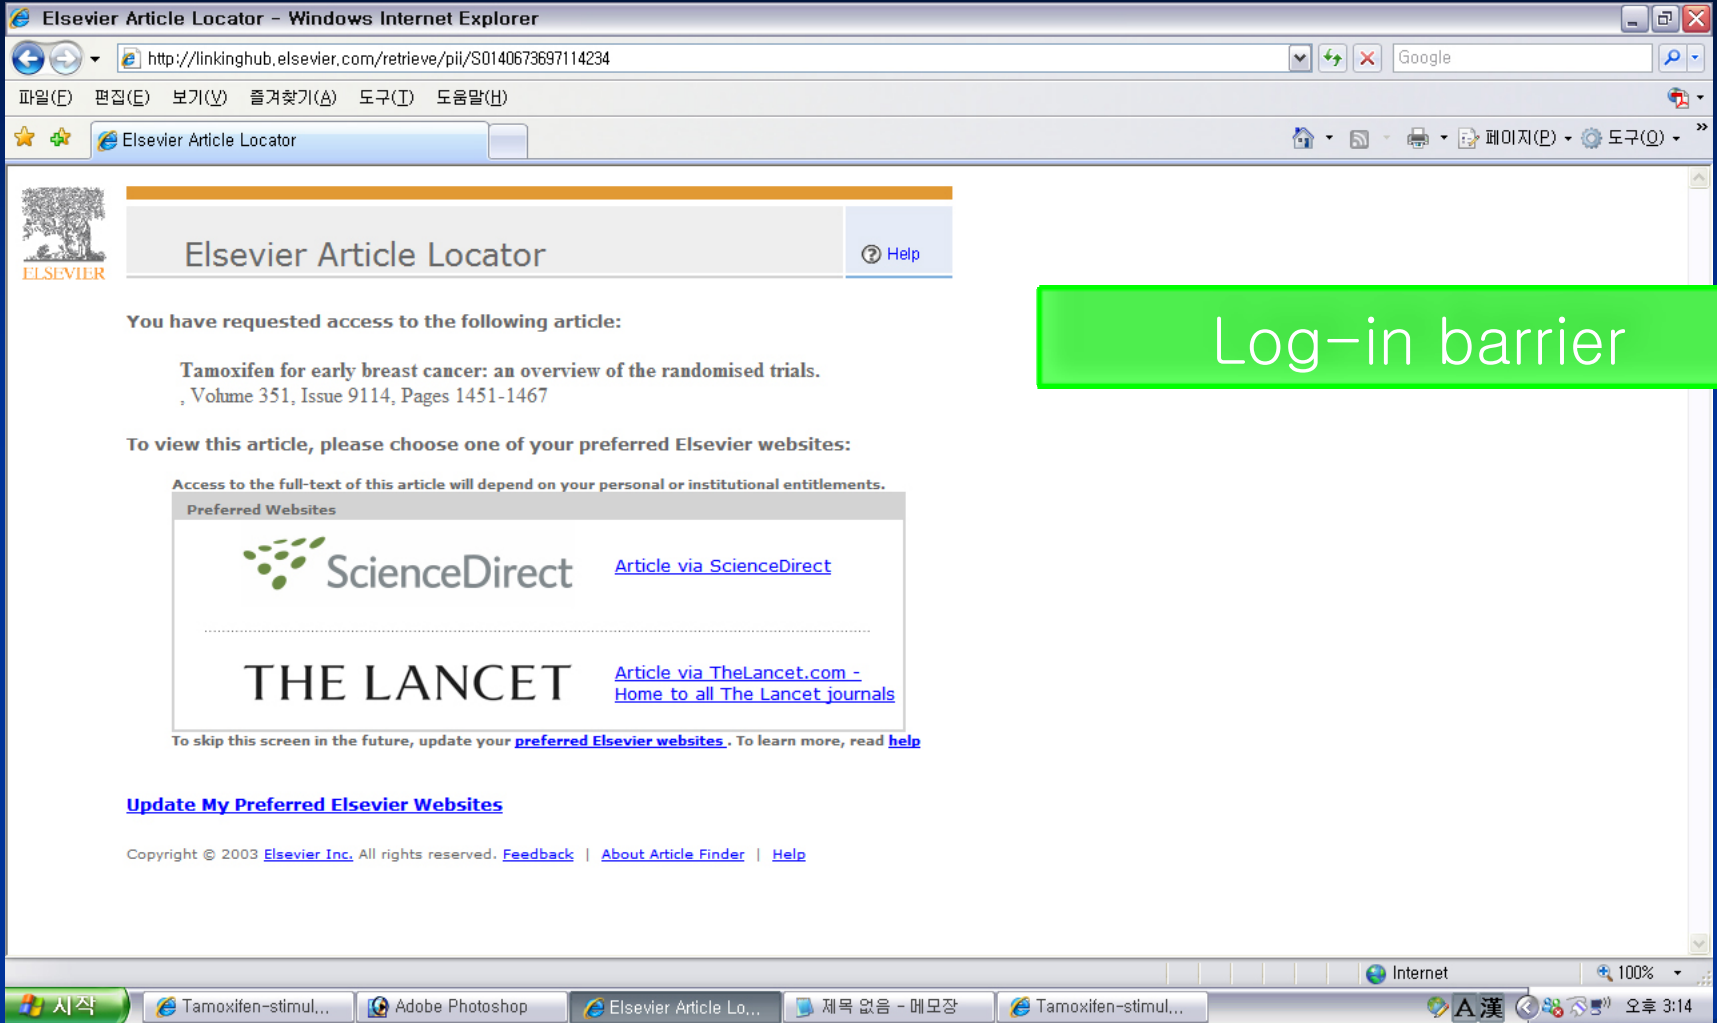 Elsevier Article Locator - Windows Internet Explorer
http://linkinghub.elsevier.com/retrieve/pii/S0140673697114234
Google
파일(F) 편집(E) 보기(V) 즐겨찾기(A) 도구(T) 도움말(H)
Elsevier Article Locator
페이지(P) 도구(O) »
ELSEVIER
Elsevier Article Locator
Help
Log-in barrier
You have requested access to the following article:
Tamoxifen for early breast cancer: an overview of the randomised trials.
, Volume 351, Issue 9114, Pages 1451-1467
To view this article, please choose one of your preferred Elsevier websites:
Access to the full-text of this article will depend on your personal or institutional entitlements.
Preferred Websites
ScienceDirect
Article via ScienceDirect
THE LANCET
Article via TheLancet.com -
Home to all The Lancet journals
To skip this screen in the future, update your preferred Elsevier websites . To learn more, read help
Update My Preferred Elsevier Websites
Copyright © 2003 Elsevier Inc. All rights reserved. Feedback | About Article Finder | Help
Internet
100%
시작
Tamoxifen-stimul...
Adobe Photoshop
Elsevier Article Lo...
제목 없음 - 메모장
Tamoxifen-stimul...
A 漢
오후 3:14